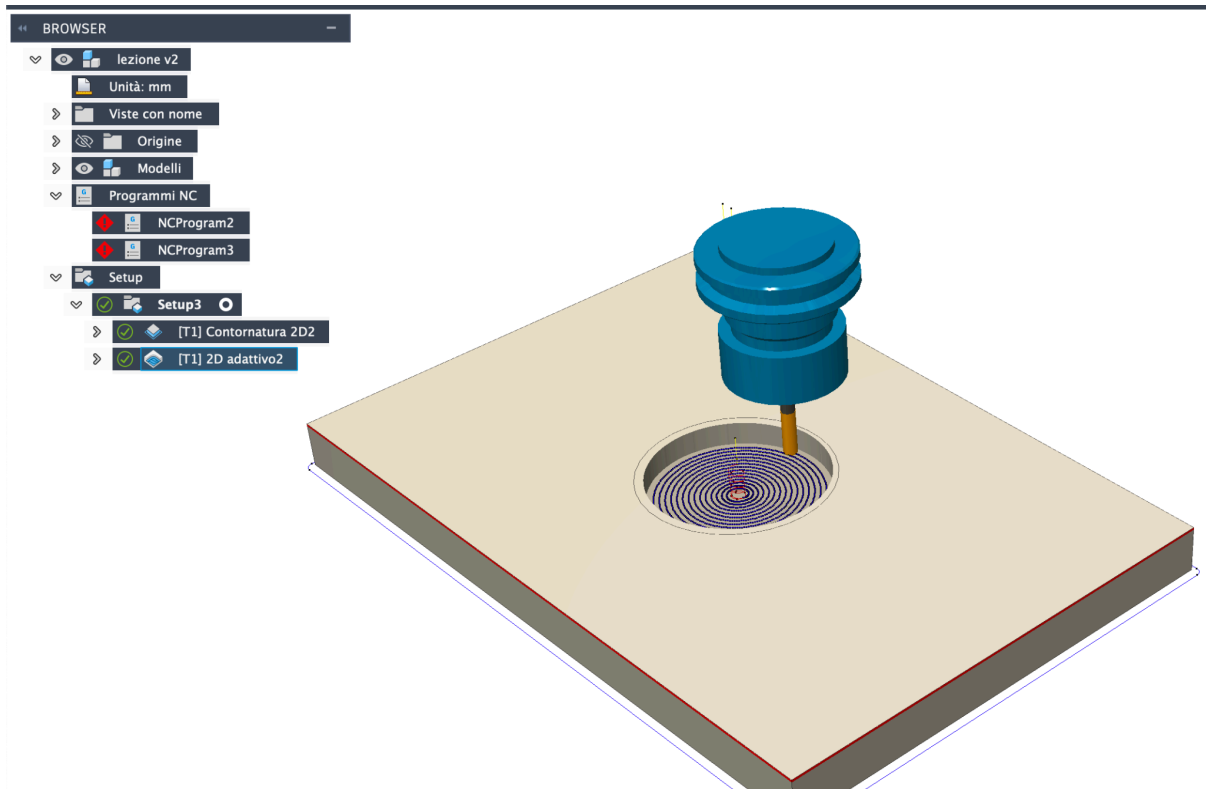 BROWSER
lezione v2
Unità: mm
Viste con nome
Origine
Modelli
Programmi NC
NCProgram2
NCProgram3
Setup
Setup3
[T1] Contornatura 2D2
[T1] 2D adattivo2